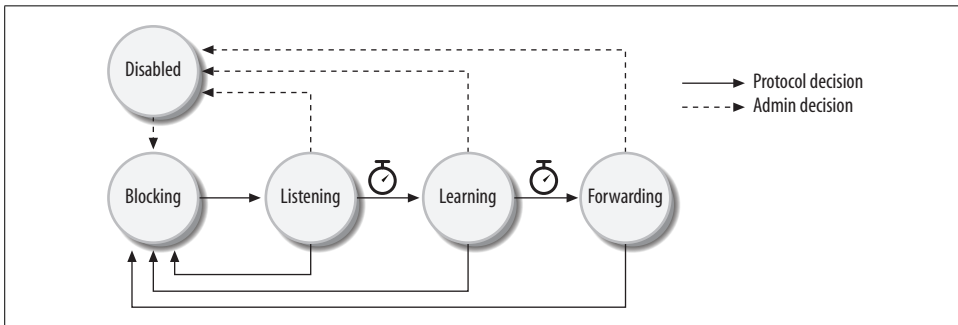 Disabled
Protocol decision
Admin decision
Blocking
Listening
Learning
Forwarding